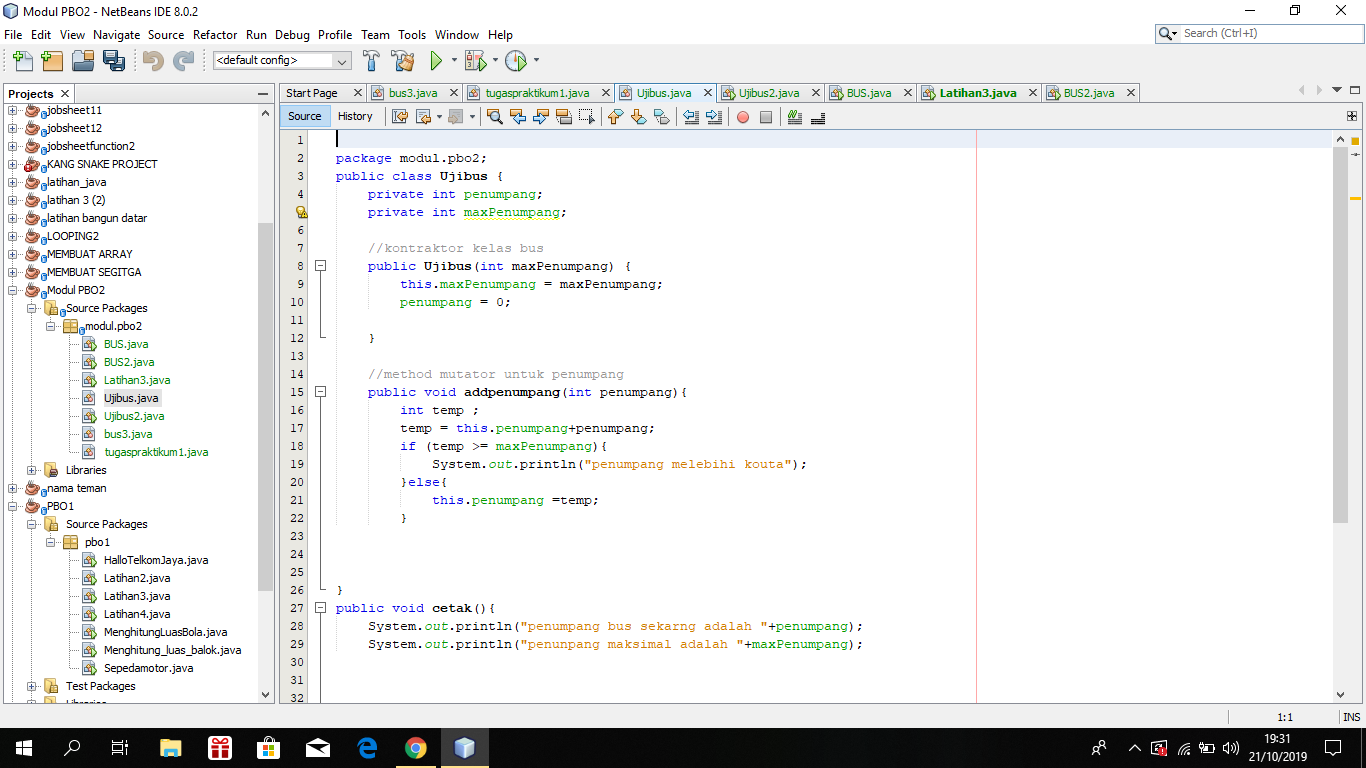 Modul PBO2 - NetBeans IDE 8.0.2
File Edit View Navigate Source Refactor Run Debug Profile Team Tools Window Help
Search (Ctrl+I)
<default config>
Projects
jobsheet11
jobsheet12
jobsheetfunction2
KANG SNAKE PROJECT
latihan_java
latihan 3 (2)
latihan bangun datar
LOOPING2
MEMBUAT ARRAY
MEMBUAT SEGITGA
Modul PBO2
Source Packages
modul.pbo2
BUS.java
BUS2.java
Latihan3.java
Ujibus.java
Ujibus2.java
bus3.java
tugaspraktikum1.java
Libraries
nama teman
PBO1
Source Packages
pbo1
HalloTelkomJaya.java
Latihan2.java
Latihan3.java
Latihan4.java
MenghitungLuasBola.java
Menghitung_luas_balok.java
Sepedamotor.java
Test Packages
Libraries
Start Page bus3.java tugaspraktikum1.java Ujibus.java Ujibus2.java BUS.java Latihan3.java BUS2.java
Source History
1
2 package modul.pbo2;
3 public class Ujibus {
4 private int penumpang;
private int maxPenumpang;
6
7 //kontraktor kelas bus
8 public Ujibus(int maxPenumpang) {
9 this.maxPenumpang = maxPenumpang;
10 penumpang = 0;
11
12 }
13
14 //method mutator untuk penumpang
15 public void addpenumpang(int penumpang){
16 int temp ;
17 temp = this.penumpang+penumpang;
18 if (temp >= maxPenumpang){
19 System.out.println("penumpang melebihi kouta");
20 }else{
21 this.penumpang =temp;
22 }
23
24
25
26 }
27 public void cetak(){
28 System.out.println("penumpang bus sekarng adalah "+penumpang);
29 System.out.println("penunpang maksimal adalah "+maxPenumpang);
30
31
32
1:1 INS
19:31
21/10/2019